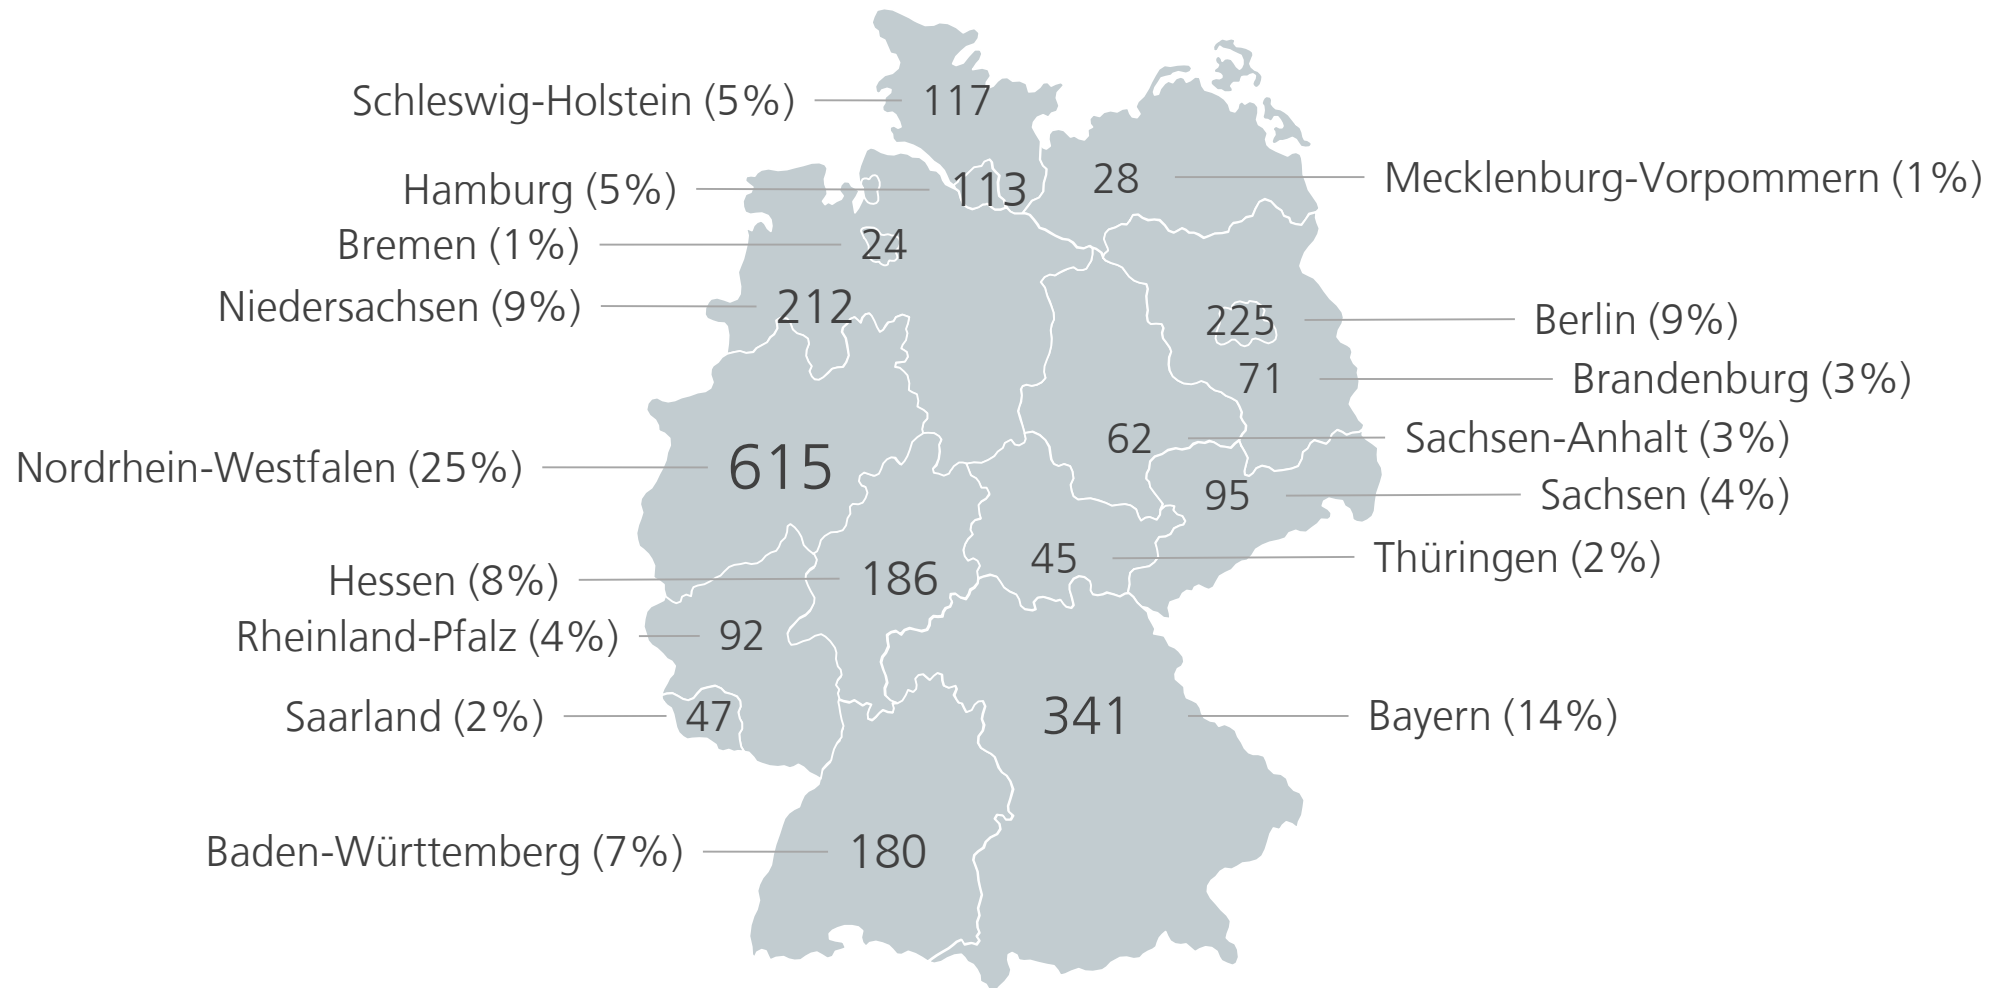 Schleswig-Holstein (5%) 117
Hamburg (5%) 113
28 Mecklenburg-Vorpommern (1%)
Bremen (1%) 24
Niedersachsen (9%) 212
225 Berlin (9%)
71 Brandenburg (3%)
62 Sachsen-Anhalt (3%)
Nordrhein-Westfalen (25%) 615
95 Sachsen (4%)
45 Thüringen (2%)
Hessen (8%) 186
Rheinland-Pfalz (4%) 92
Saarland (2%) 47
341 Bayern (14%)
Baden-Württemberg (7%) 180